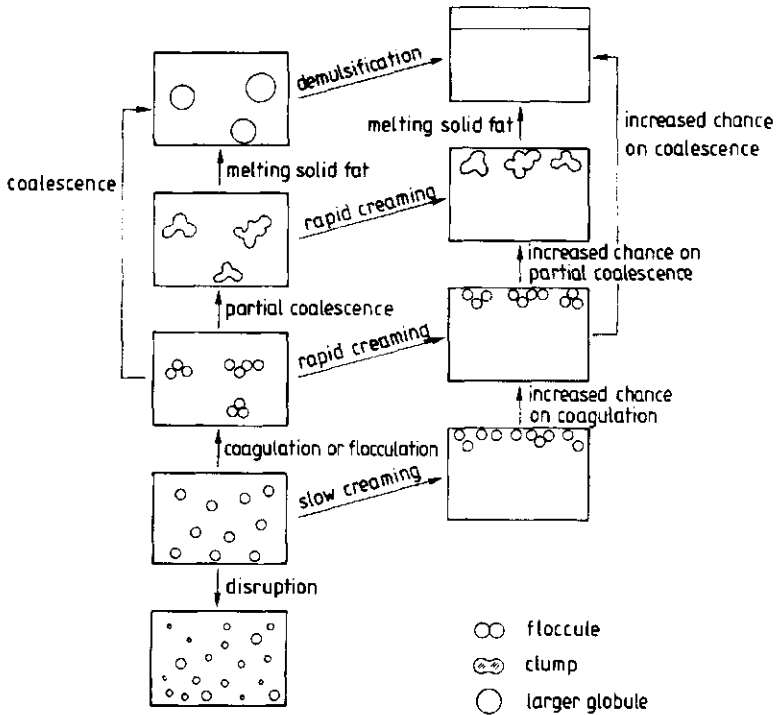 demulsification
melting solid fat
increased chance
on coalescence
coalescence
melting solid fat
rapid creaming
increased chance on
partial coalescence
partial coalescence
rapid creaming
increased chance
on coagulation
coagulation or flocculation
slow creaming
disruption
floccule
clump
larger globule